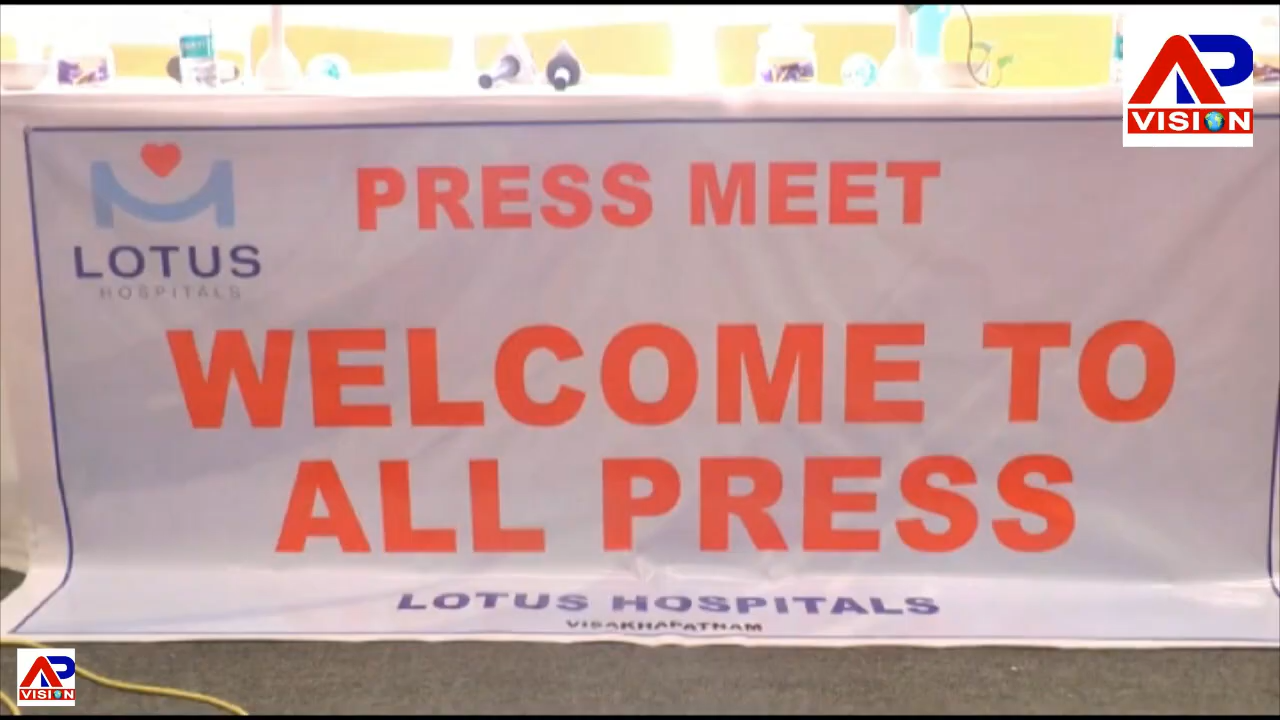 AP
VISION
PRESS MEET
LOTUS
HOSPITALS
WELCOME TO
ALL PRESS
LOTUS HOSPITALS
VISAKHAPATNAM
AP
VISION